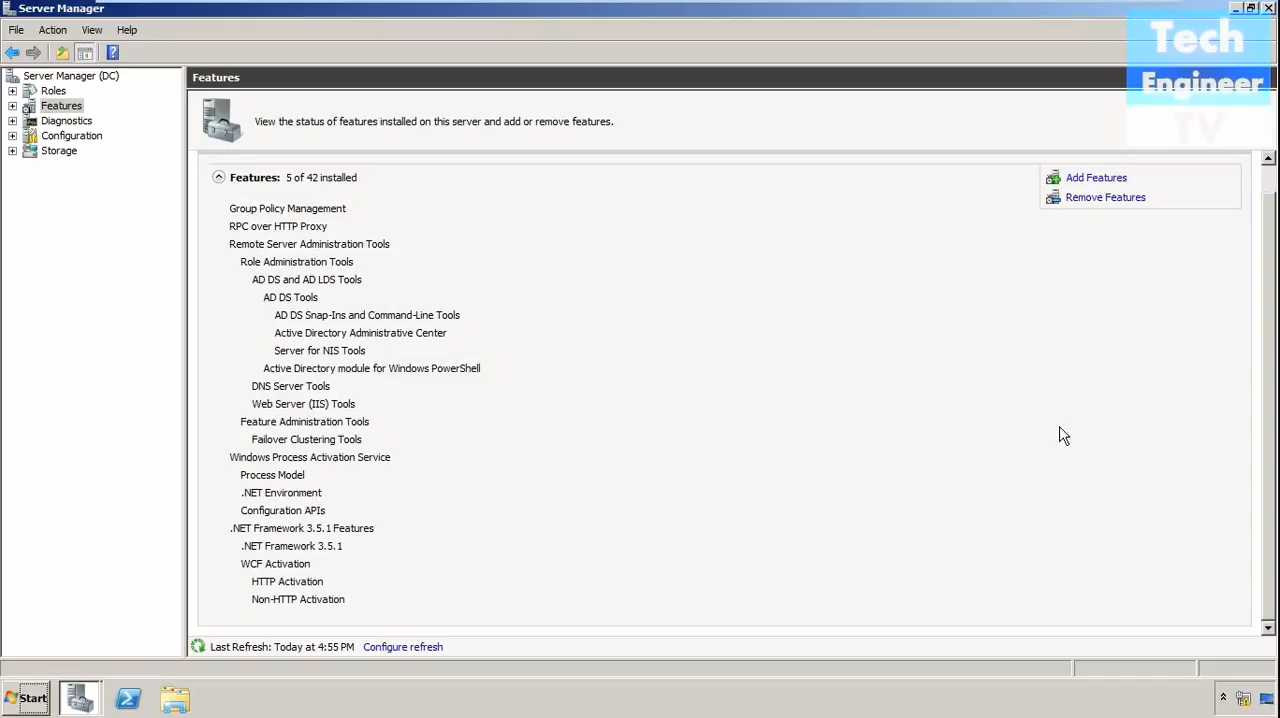 Server Manager
File Action View Help
Server Manager (DC)
Roles
Features
Diagnostics
Configuration
Storage
Features
View the status of features installed on this server and add or remove features.
Features: 5 of 42 installed
Add Features
Remove Features
Group Policy Management
RPC over HTTP Proxy
Remote Server Administration Tools
Role Administration Tools
AD DS and AD LDS Tools
AD DS Tools
AD DS Snap-Ins and Command-Line Tools
Active Directory Administrative Center
Server for NIS Tools
Active Directory module for Windows PowerShell
DNS Server Tools
Web Server (IIS) Tools
Feature Administration Tools
Failover Clustering Tools
Windows Process Activation Service
Process Model
.NET Environment
Configuration APIs
.NET Framework 3.5.1 Features
.NET Framework 3.5.1
WCF Activation
HTTP Activation
Non-HTTP Activation
Last Refresh: Today at 4:55 PM Configure refresh
Start
Tech
Engineer
TV